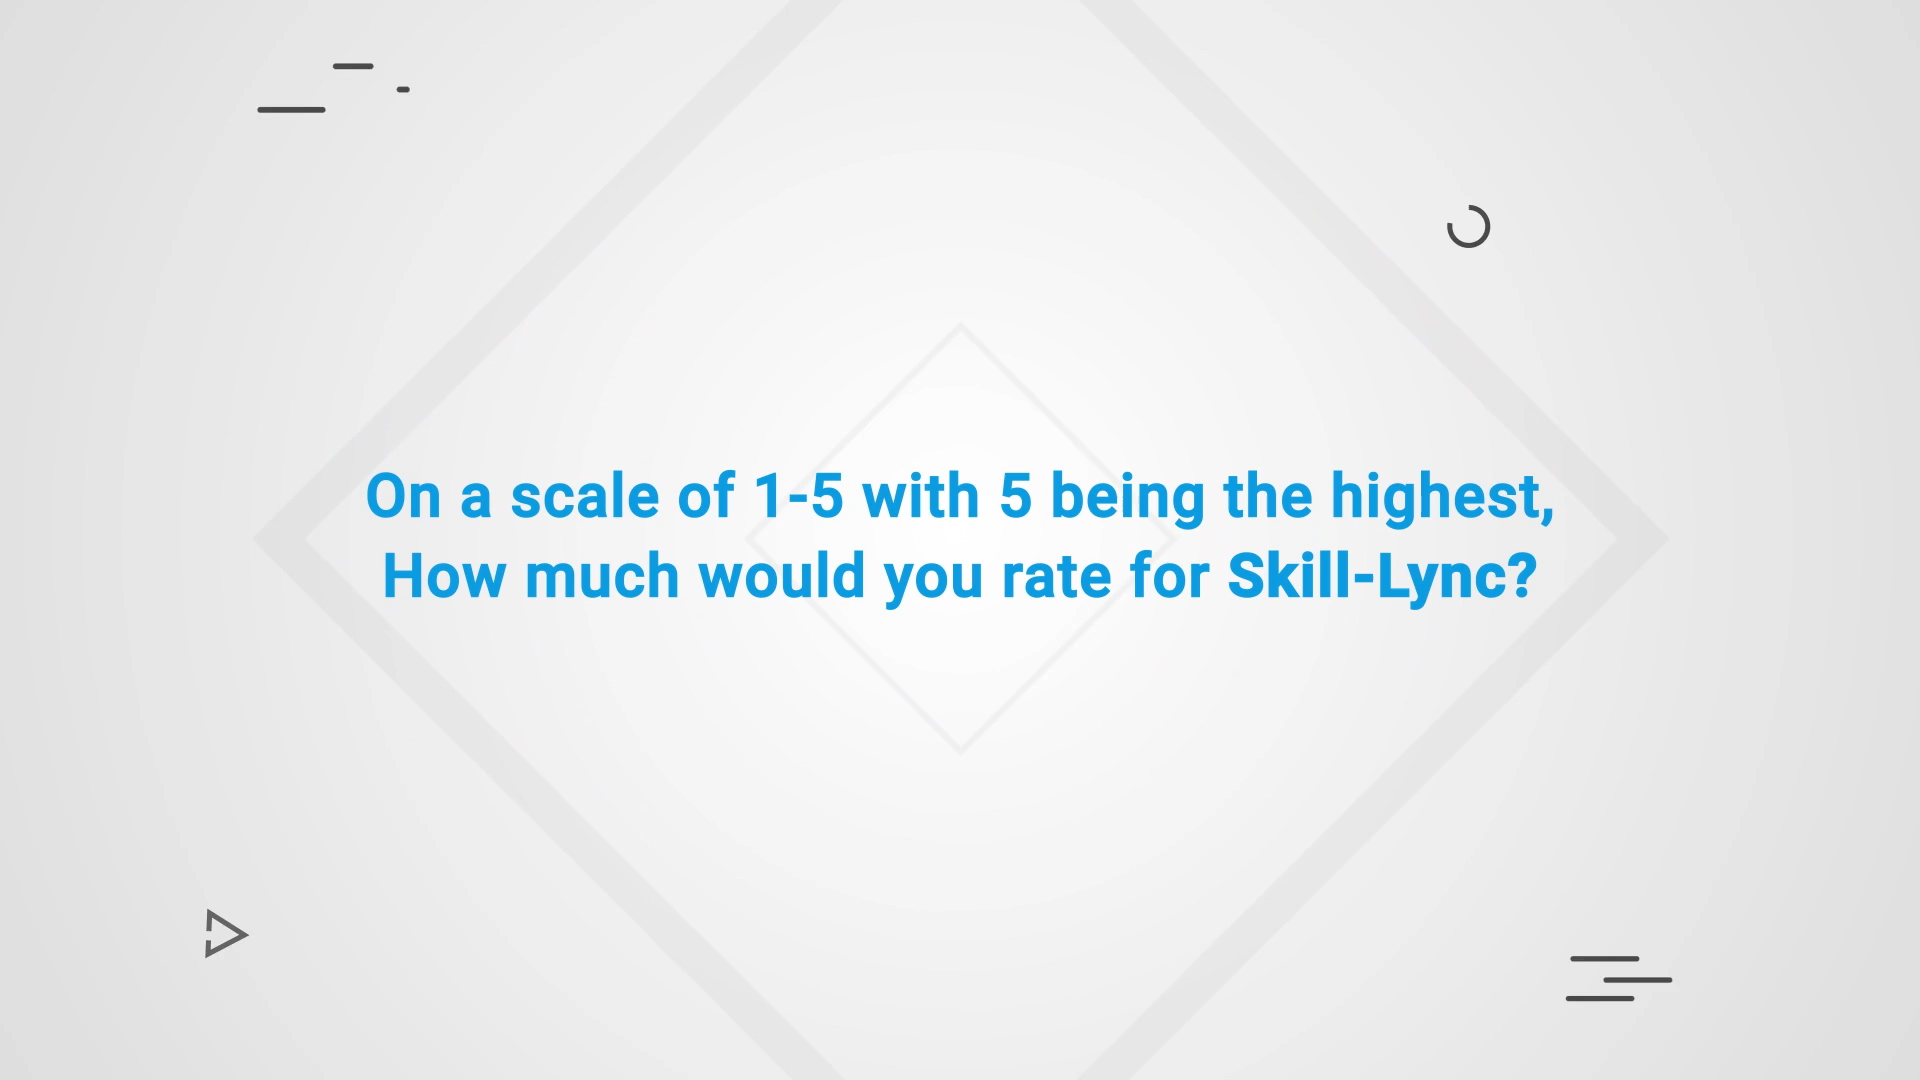 On a scale of 1-5 with 5 being the highest,
How much would you rate for Skill-Lync?